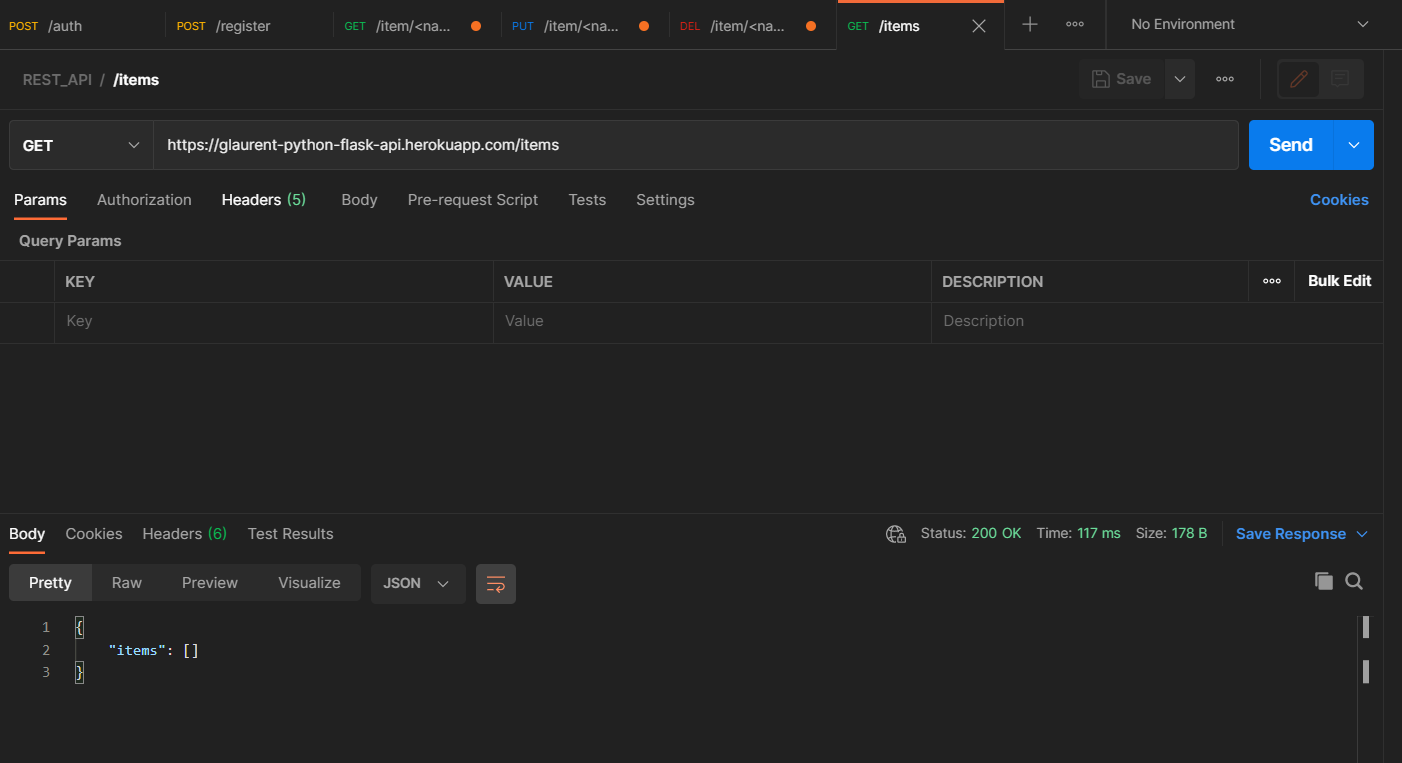 POST /auth POST /register GET /item/<na... PUT /item/<na... DEL /item/<na... GET /items No Environment
REST_API / /items Save
GET https://glaurent-python-flask-api.herokuapp.com/items Send
Params Authorization Headers (5) Body Pre-request Script Tests Settings Cookies
Query Params
KEY VALUE DESCRIPTION Bulk Edit
Key Value Description
Body Cookies Headers (6) Test Results Status: 200 OK Time: 117 ms Size: 178 B Save Response
Pretty Raw Preview Visualize JSON
1 {
2 "items": []
3 }